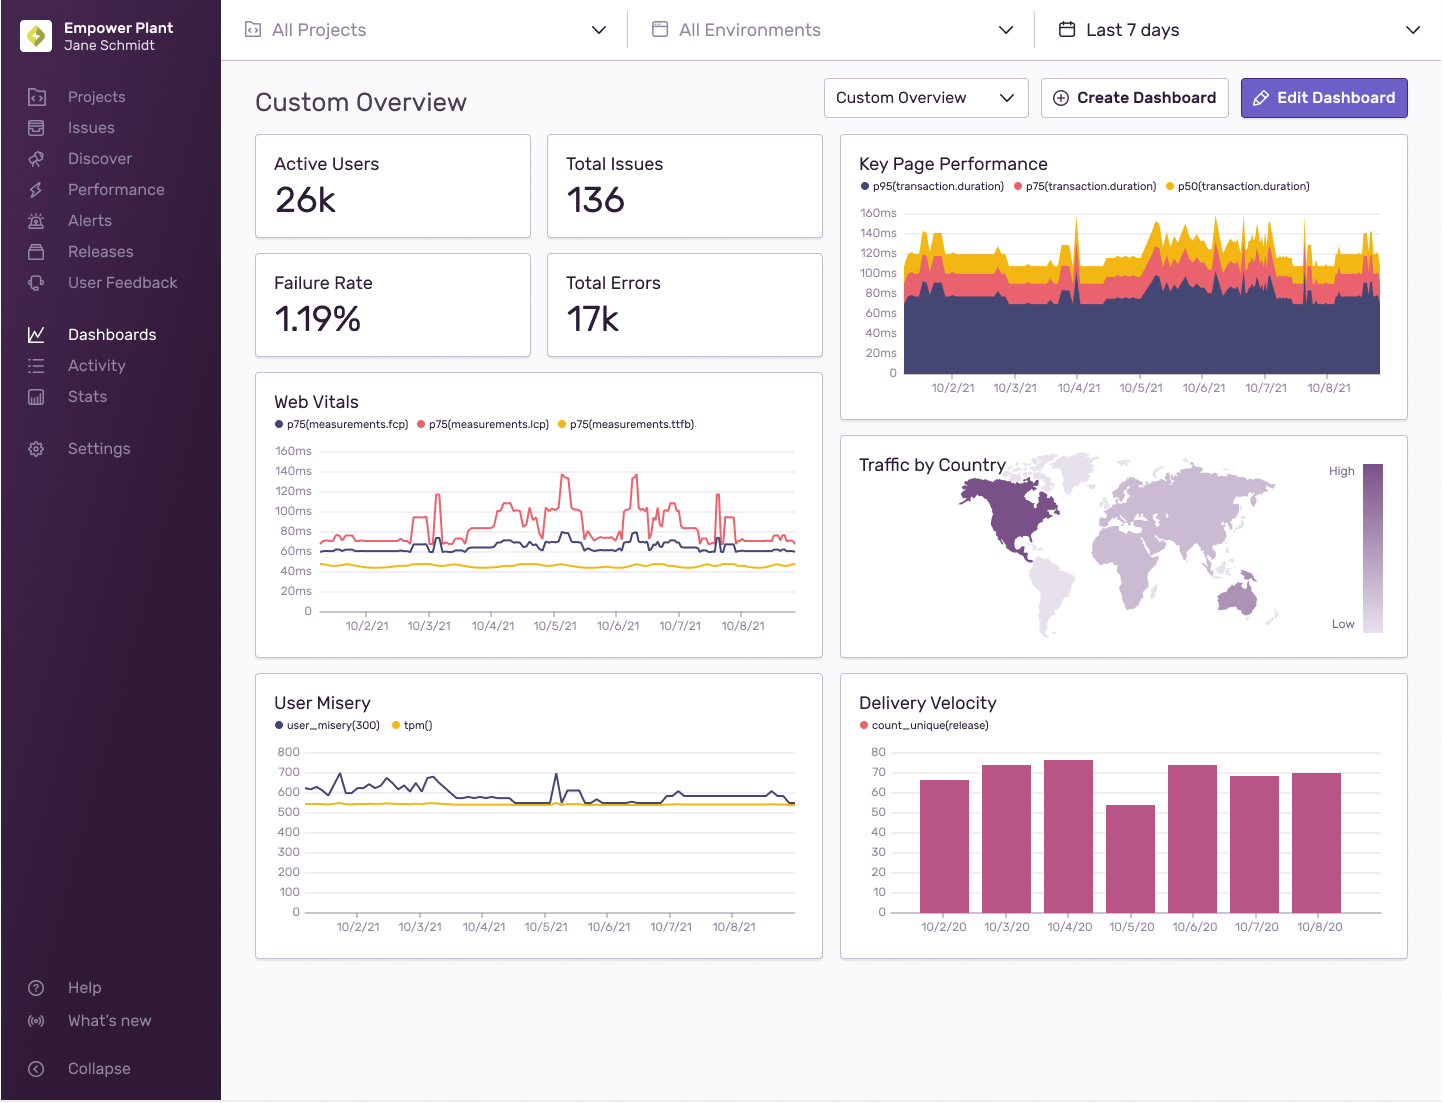 Empower Plant
Jane Schmidt
Projects
Issues
Discover
Performance
Alerts
Releases
User Feedback
Dashboards
Activity
Stats
Settings
Help
What's new
Collapse
All Projects
All Environments
Last 7 days
Custom Overview
Custom Overview
Create Dashboard
Edit Dashboard
Active Users
26k
Total Issues
136
Failure Rate
1.19%
Total Errors
17k
Key Page Performance
p95(transaction.duration) p75(transaction.duration) p50(transaction.duration)
160ms
140ms
120ms
100ms
80ms
60ms
40ms
20ms
0
10/2/21 10/3/21 10/4/21 10/5/21 10/6/21 10/7/21 10/8/21
Web Vitals
p75(measurements.fcp) p75(measurements.lcp) p75(measurements.ttfb)
160ms
140ms
120ms
100ms
80ms
60ms
40ms
20ms
0
10/2/21 10/3/21 10/4/21 10/5/21 10/6/21 10/7/21 10/8/21
Traffic by Country
High
Low
User Misery
user_misery(300) tpm()
800
700
600
500
400
300
200
100
0
10/2/21 10/3/21 10/4/21 10/5/21 10/6/21 10/7/21 10/8/21
Delivery Velocity
count_unique(release)
80
70
60
50
40
30
20
10
0
10/2/20 10/3/20 10/4/20 10/5/20 10/6/20 10/7/20 10/8/20